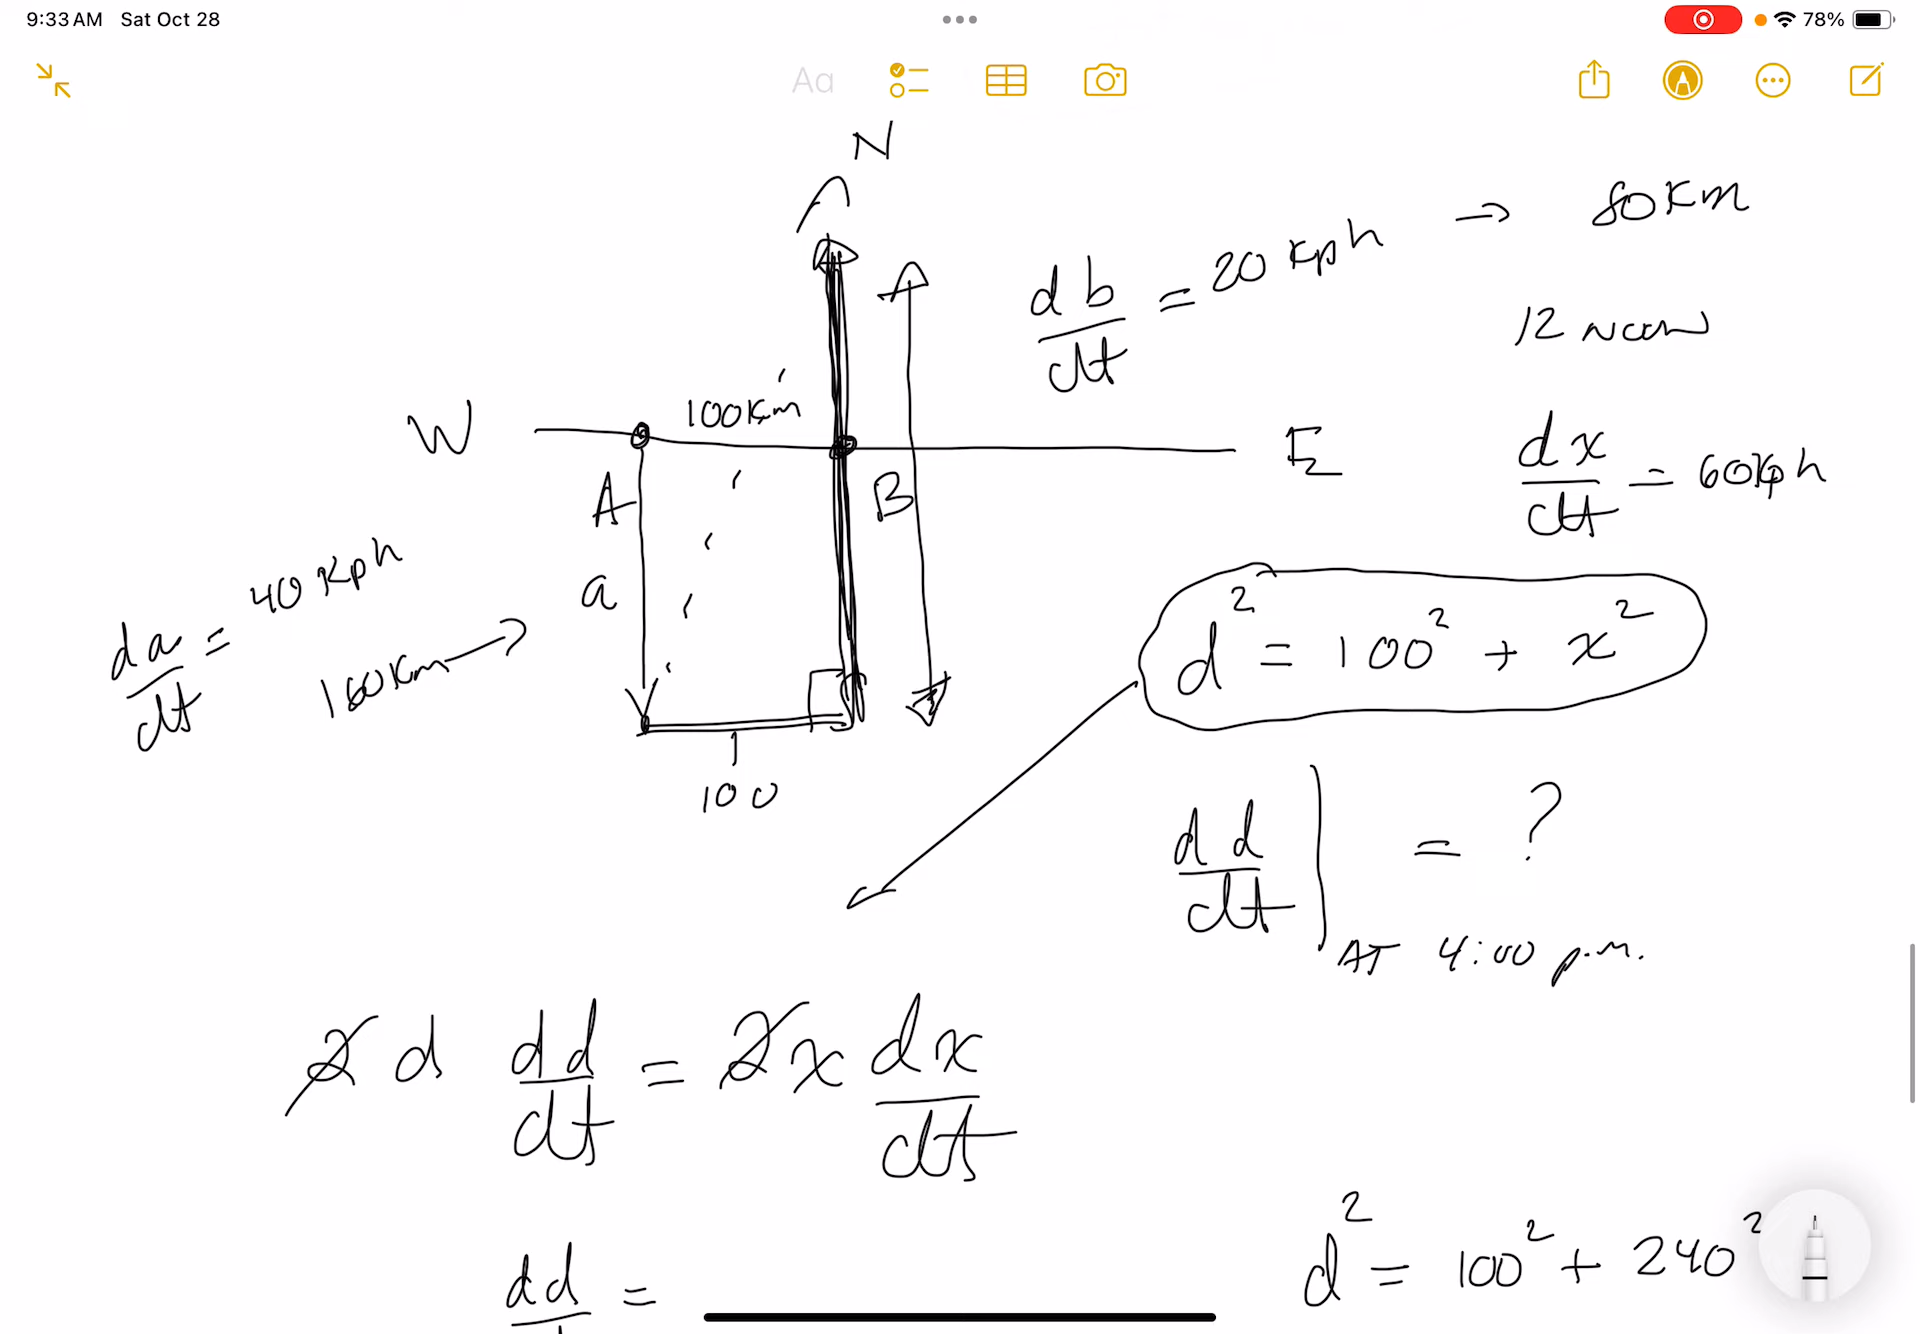 9:33 AM Sat Oct 28
78%
Aa
N
db/dt = 20 kph → 80 km
12 noon
W 100 km E
A B
dx/dt = 60 kph
da/dt = 40 kph
a
160 km →
d² = 100² + x²
100
dd/dt | = ?
AT 4:00 p.m.
2 d dd/dt = 2x dx/dt
d² = 100² + 240²
dd =